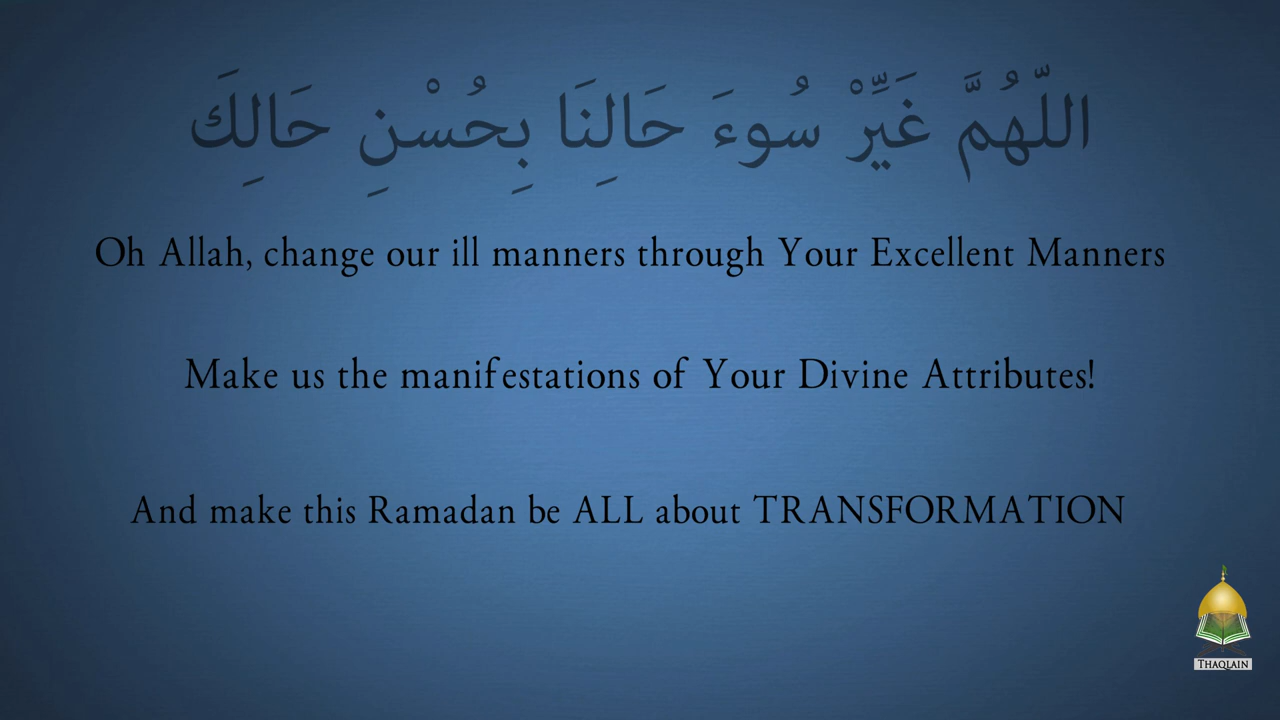 اللّهُمَّ غَيِّرْ سُوءَ حَالِنَا بِحُسْنِ حَالِكَ
Oh Allah, change our ill manners through Your Excellent Manners
Make us the manifestations of Your Divine Attributes!
And make this Ramadan be ALL about TRANSFORMATION
THAQLAIN